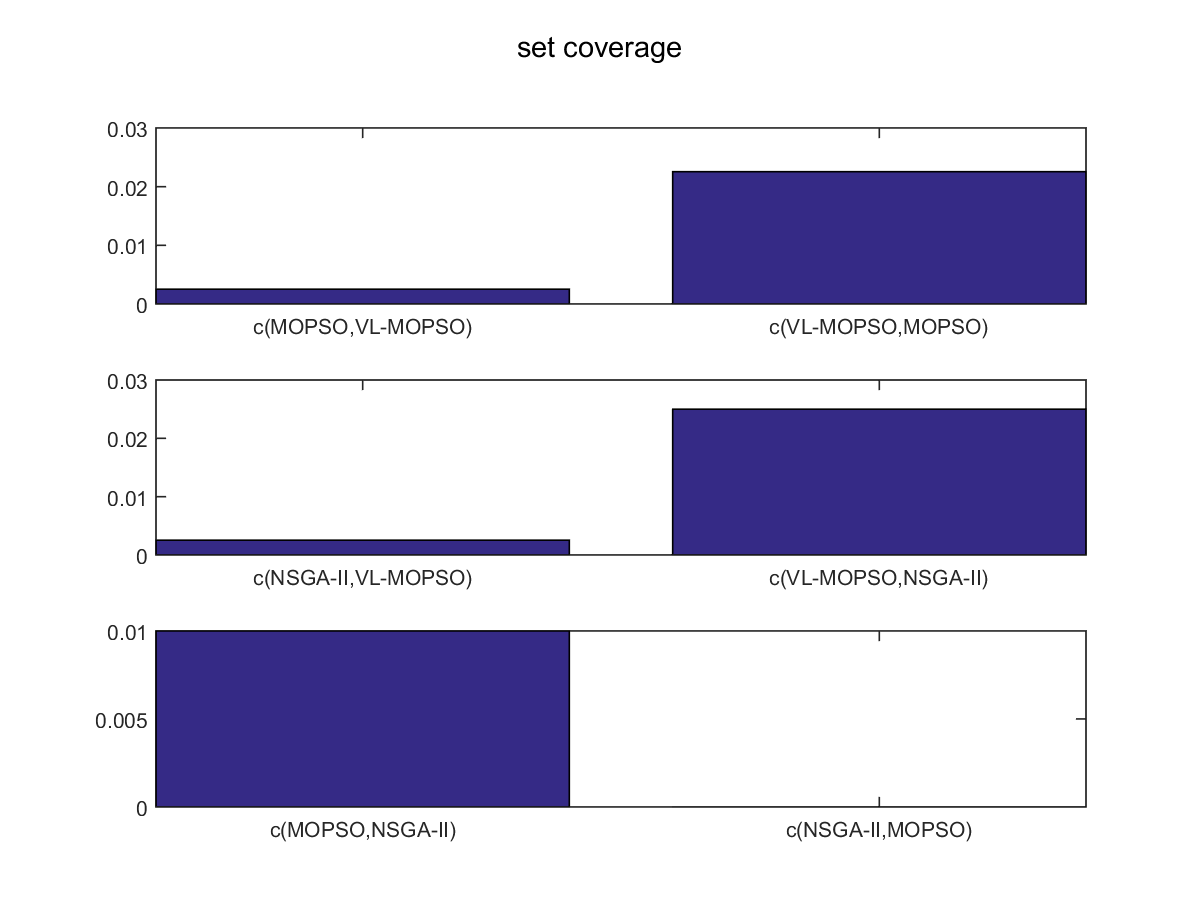 set coverage
0.03
0.02
0.01
0
c(MOPSO,VL-MOPSO) c(VL-MOPSO,MOPSO)
0.03
0.02
0.01
0
c(NSGA-II,VL-MOPSO) c(VL-MOPSO,NSGA-II)
0.01
0.005
0
c(MOPSO,NSGA-II) c(NSGA-II,MOPSO)